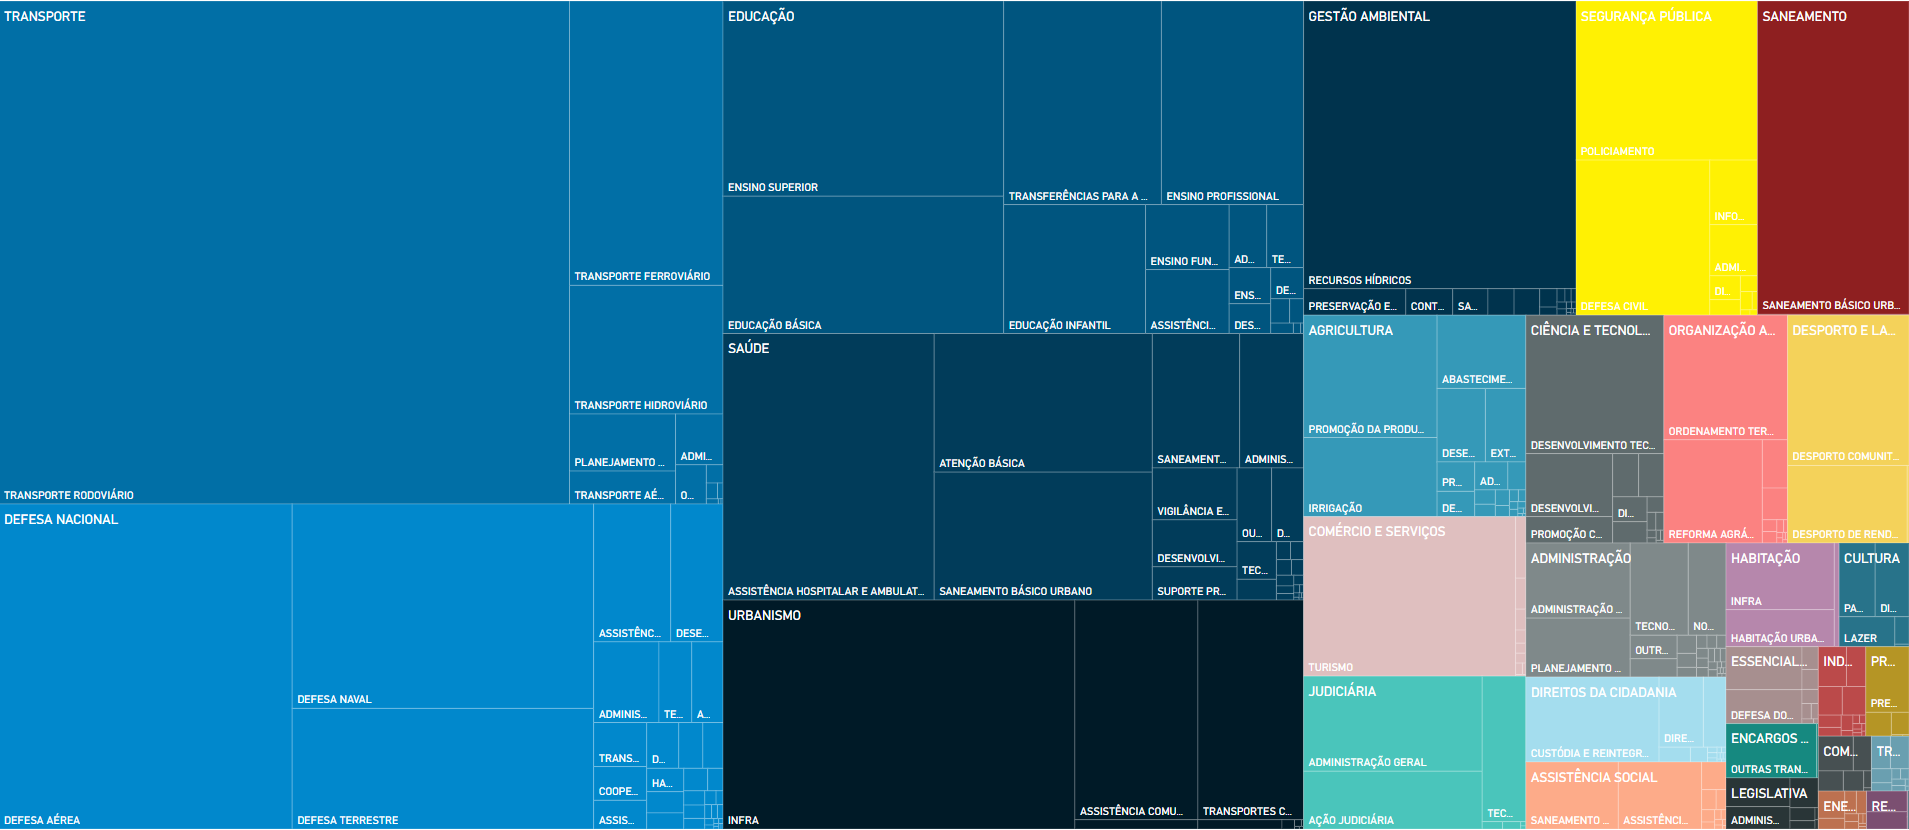 TRANSPORTE
TRANSPORTE RODOVIÁRIO
TRANSPORTE FERROVIÁRIO
TRANSPORTE HIDROVIÁRIO
PLANEJAMENTO ...
ADMI...
TRANSPORTE AÉ...
O...
DEFESA NACIONAL
DEFESA AÉREA
DEFESA NAVAL
DEFESA TERRESTRE
ASSISTÊNC...
DESE...
ADMINIS...
TE...
A...
TRANS...
D...
COOPE...
HA...
ASSIS...
EDUCAÇÃO
ENSINO SUPERIOR
EDUCAÇÃO BÁSICA
TRANSFERÊNCIAS PARA A ...
ENSINO PROFISSIONAL
EDUCAÇÃO INFANTIL
ENSINO FUN...
ASSISTÊNCI...
AD...
TE...
ENS...
DE...
DES...
SAÚDE
ASSISTÊNCIA HOSPITALAR E AMBULAT...
ATENÇÃO BÁSICA
SANEAMENTO BÁSICO URBANO
SANEAMENT...
ADMINIS...
VIGILÂNCIA E...
OU...
D...
DESENVOLVI...
TEC...
SUPORTE PR...
URBANISMO
INFRA
ASSISTÊNCIA COMU...
TRANSPORTES C...
GESTÃO AMBIENTAL
RECURSOS HÍDRICOS
PRESERVAÇÃO E...
CONT...
SA...
SEGURANÇA PÚBLICA
POLICIAMENTO
DEFESA CIVIL
INFO...
ADMI...
DI...
SANEAMENTO
SANEAMENTO BÁSICO URB...
AGRICULTURA
PROMOÇÃO DA PRODU...
IRRIGAÇÃO
ABASTECIME...
DESE...
EXT...
PR...
AD...
DE...
CIÊNCIA E TECNOL...
DESENVOLVIMENTO TEC...
DESENVOLVI...
DI...
PROMOÇÃO C...
ORGANIZAÇÃO A...
ORDENAMENTO TER...
REFORMA AGRÁ...
DESPORTO E LA...
DESPORTO COMUNIT...
DESPORTO DE REND...
COMÉRCIO E SERVIÇOS
TURISMO
ADMINISTRAÇÃO
ADMINISTRAÇÃO ...
PLANEJAMENTO ...
TECNO...
NO...
OUTR...
HABITAÇÃO
INFRA
HABITAÇÃO URBA...
CULTURA
PA...
DI...
LAZER
JUDICIÁRIA
ADMINISTRAÇÃO GERAL
AÇÃO JUDICIÁRIA
TEC...
DIREITOS DA CIDADANIA
CUSTÓDIA E REINTEGR...
DIRE...
ASSISTÊNCIA SOCIAL
SANEAMENTO ...
ASSISTÊNCI...
ESSENCIAL...
DEFESA DO...
IND...
PR...
PRE...
ENCARGOS ...
OUTRAS TRAN...
COM...
TR...
LEGISLATIVA
ADMINIS...
ENE...
RE...